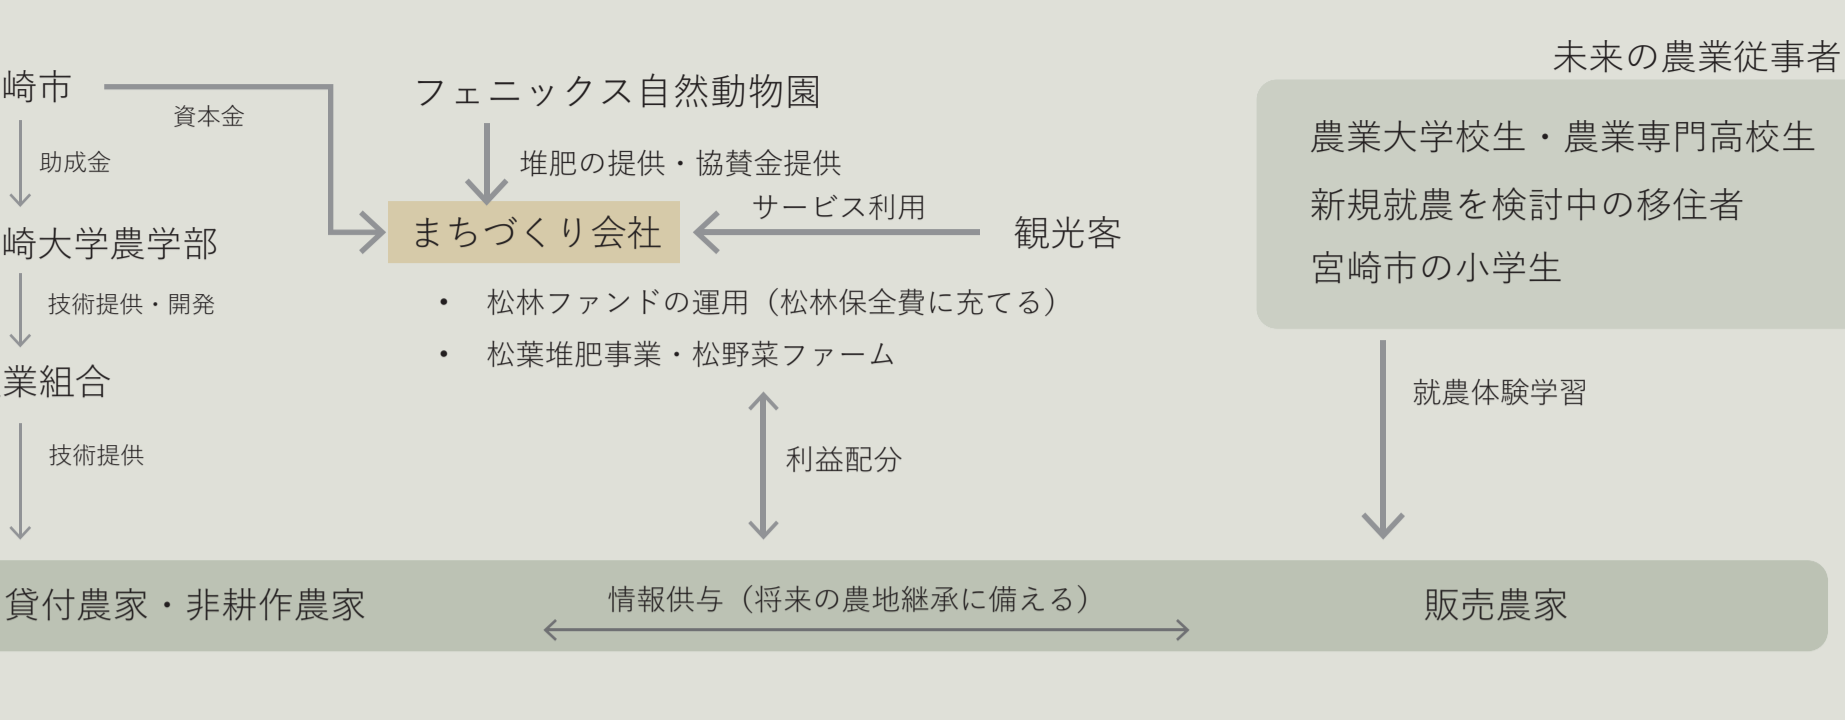 崎市
資本金
助成金
崎大学農学部
技術提供・開発
業組合
技術提供
フェニックス自然動物園
堆肥の提供・協賛金提供
まちづくり会社
サービス利用
観光客
• 松林ファンドの運用（松林保全費に充てる）
• 松葉堆肥事業・松野菜ファーム
利益配分
未来の農業従事者
農業大学校生・農業専門高校生
新規就農を検討中の移住者
宮崎市の小学生
就農体験学習
貸付農家・非耕作農家
情報供与（将来の農地継承に備える）
販売農家